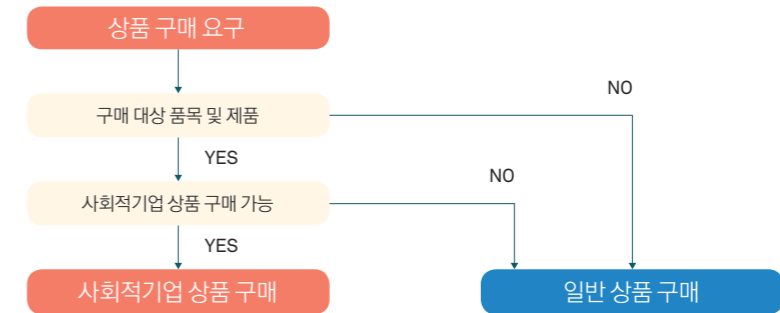 상품 구매 요구
NO
구매 대상 품목 및 제품
YES
NO
사회적기업 상품 구매 가능
YES
사회적기업 상품 구매
일반 상품 구매